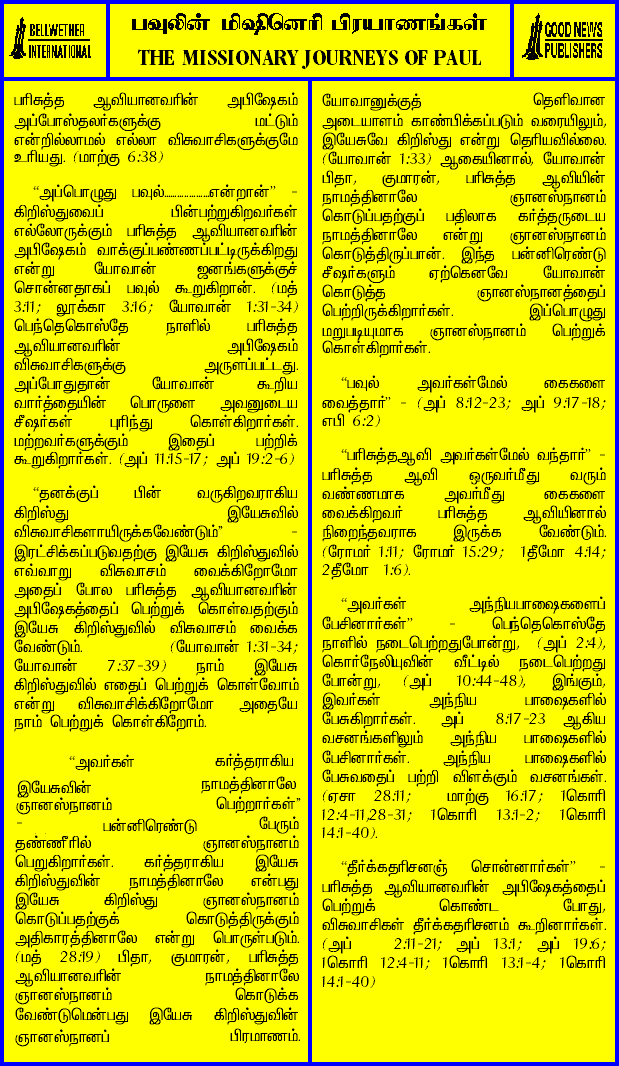 BELLWETHER
INTERNATIONAL
பவுலின் மிஷினெரி பிரயாணங்கள்
THE MISSIONARY JOURNEYS OF PAUL
GOOD NEWS
PUBLISHERS
பரிசுத்த ஆவியானவரின் அபிஷேகம்
அப்போஸ்தலர்களுக்கு மட்டும்
என்றில்லாமல் எல்லா விசுவாசிகளுக்குமே
உரியது. (மாற்கு 6:38)
“அப்பொழுது பவுல்...................என்றான்” -
கிறிஸ்துவைப் பின்பற்றுகிறவர்கள்
எல்லோருக்கும் பரிசுத்த ஆவியானவரின்
அபிஷேகம் வாக்குப்பண்ணப்பட்டிருக்கிறது
என்று யோவான் ஜனங்களுக்குச்
சொன்னதாகப் பவுல் கூறுகிறான். (மத்
3:11; லூக்கா 3:16; யோவான் 1:31-34)
பெந்தெகொஸ்தே நாளில் பரிசுத்த
ஆவியானவரின் அபிஷேகம்
விசுவாசிகளுக்கு அருளப்பட்டது.
அப்போதுதான் யோவான் கூறிய
வார்த்தையின் பொருளை அவனுடைய
சீஷர்கள் புரிந்து கொள்கிறார்கள்.
மற்றவர்களுக்கும் இதைப் பற்றிக்
கூறுகிறார்கள். (அப் 11:15-17; அப் 19:2-6)
“தனக்குப் பின் வருகிறவராகிய
கிறிஸ்து இயேசுவில்
விசுவாசிகளாயிருக்கவேண்டும்” -
இரட்சிக்கப்படுவதற்கு இயேசு கிறிஸ்துவில்
எவ்வாறு விசுவாசம் வைக்கிறோமோ
அதைப் போல பரிசுத்த ஆவியானவரின்
அபிஷேகத்தைப் பெற்றுக் கொள்வதற்கும்
இயேசு கிறிஸ்துவில் விசுவாசம் வைக்க
வேண்டும். (யோவான் 1:31-34;
யோவான் 7:37-39) நாம் இயேசு
கிறிஸ்துவில் எதைப் பெற்றுக் கொள்வோம்
என்று விசுவாசிக்கிறோமோ அதையே
நாம் பெற்றுக் கொள்கிறோம்.
“அவர்கள் கர்த்தராகிய
இயேசுவின் நாமத்தினாலே
ஞானஸ்நானம் பெற்றார்கள்”
- பன்னிரெண்டு பேரும்
தண்ணீரில் ஞானஸ்நானம்
பெறுகிறார்கள். கர்த்தராகிய இயேசு
கிறிஸ்துவின் நாமத்தினாலே என்பது
இயேசு கிறிஸ்து ஞானஸ்நானம்
கொடுப்பதற்குக் கொடுத்திருக்கும்
அதிகாரத்தினாலே என்று பொருள்படும்.
(மத் 28:19) பிதா, குமாரன், பரிசுத்த
ஆவியானவரின் நாமத்தினாலே
ஞானஸ்நானம் கொடுக்க
வேண்டுமென்பது இயேசு கிறிஸ்துவின்
ஞானஸ்நானப் பிரமாணம்.
யோவானுக்குத் தெளிவான
அடையாளம் காண்பிக்கப்படும் வரையிலும்,
இயேசுவே கிறிஸ்து என்று தெரியவில்லை.
(யோவான் 1:33) ஆகையினால், யோவான்
பிதா, குமாரன், பரிசுத்த ஆவியின்
நாமத்தினாலே ஞானஸ்நானம்
கொடுப்பதற்குப் பதிலாக கர்த்தருடைய
நாமத்தினாலே என்று ஞானஸ்நானம்
கொடுத்திருப்பான். இந்த பன்னிரெண்டு
சீஷர்களும் ஏற்கெனவே யோவான்
கொடுத்த ஞானஸ்நானத்தைப்
பெற்றிருக்கிறார்கள். இப்பொழுது
மறுபடியுமாக ஞானஸ்நானம் பெற்றுக்
கொள்கிறார்கள்.
“பவுல் அவர்கள்மேல் கைகளை
வைத்தார்” - (அப் 8:12-23; அப் 9:17-18;
எபி 6:2)
“பரிசுத்தஆவி அவர்கள்மேல் வந்தார்” -
பரிசுத்த ஆவி ஒருவர்மீது வரும்
வண்ணமாக அவர்மீது கைகளை
வைக்கிறவர் பரிசுத்த ஆவியினால்
நிறைந்தவராக இருக்க வேண்டும்.
(ரோமர் 1:11; ரோமர் 15:29; 1தீமோ 4:14;
2தீமோ 1:6).
“அவர்கள் அந்நியபாஷைகளைப்
பேசினார்கள்” - பெந்தெகொஸ்தே
நாளில் நடைபெற்றதுபோன்று, (அப் 2:4),
கொர்நேலியுவின் வீட்டில் நடைபெற்றது
போன்று, (அப் 10:44-48), இங்கும்,
இவர்கள் அந்நிய பாஷைகளில்
பேசுகிறார்கள். அப் 8:17-23 ஆகிய
வசனங்களிலும் அந்நிய பாஷைகளில்
பேசினார்கள். அந்நிய பாஷைகளில்
பேசுவதைப் பற்றி விளக்கும் வசனங்கள்.
(ஏசா 28:11; மாற்கு 16:17; 1கொரி
12:4-11,28-31; 1கொரி 13:1-2; 1கொரி
14:1-40).
“தீர்க்கதரிசனஞ் சொன்னார்கள்” -
பரிசுத்த ஆவியானவரின் அபிஷேகத்தைப்
பெற்றுக் கொண்ட போது,
விசுவாசிகள் தீர்க்கதரிசனம் கூறினார்கள்.
(அப் 2:11-21; அப் 13:1; அப் 19:6;
1கொரி 12:4-11; 1கொரி 13:1-4; 1கொரி
14:1-40)